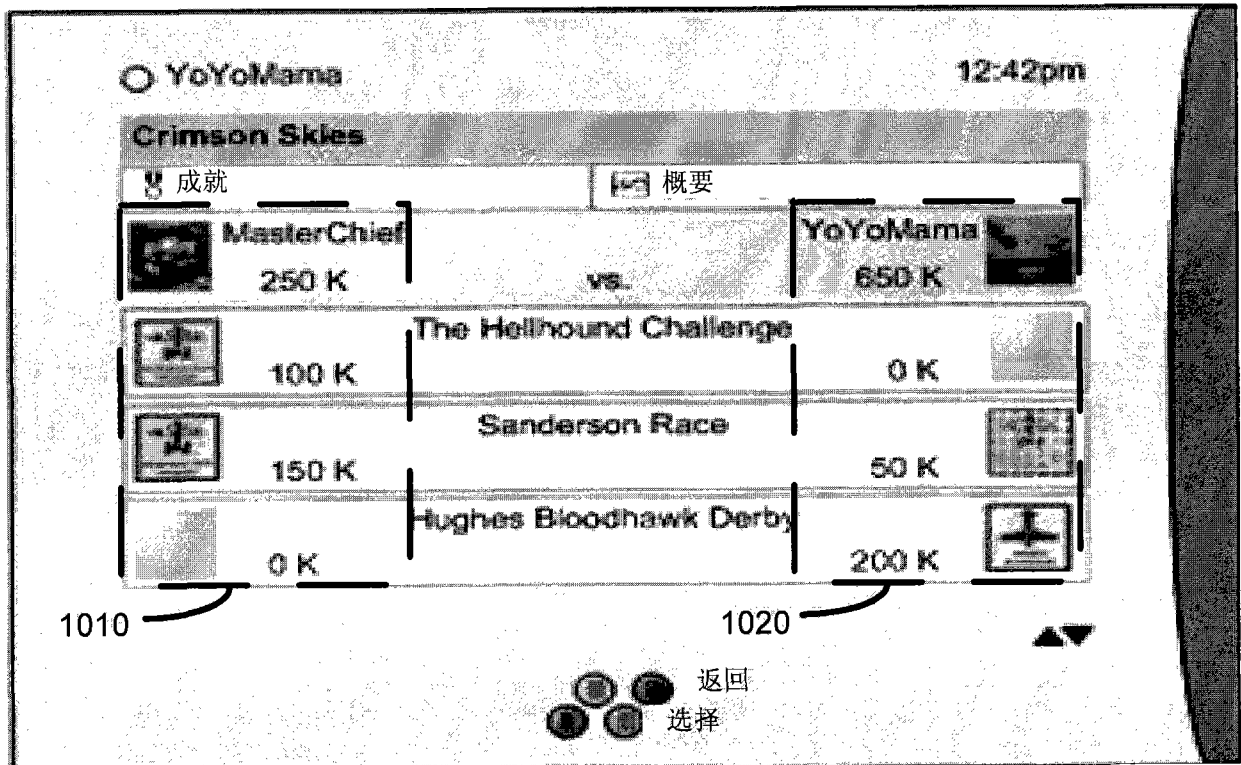 YoYoMama 12:42pm
Crimson Skies
成就 概要
MasterChief YoYoMama
250 K vs. 650 K
The Hellhound Challenge
100 K 0 K
Sanderson Race
150 K 50 K
Hughes Bloodhawk Derby
0 K 200 K
1010 1020
返回
选择